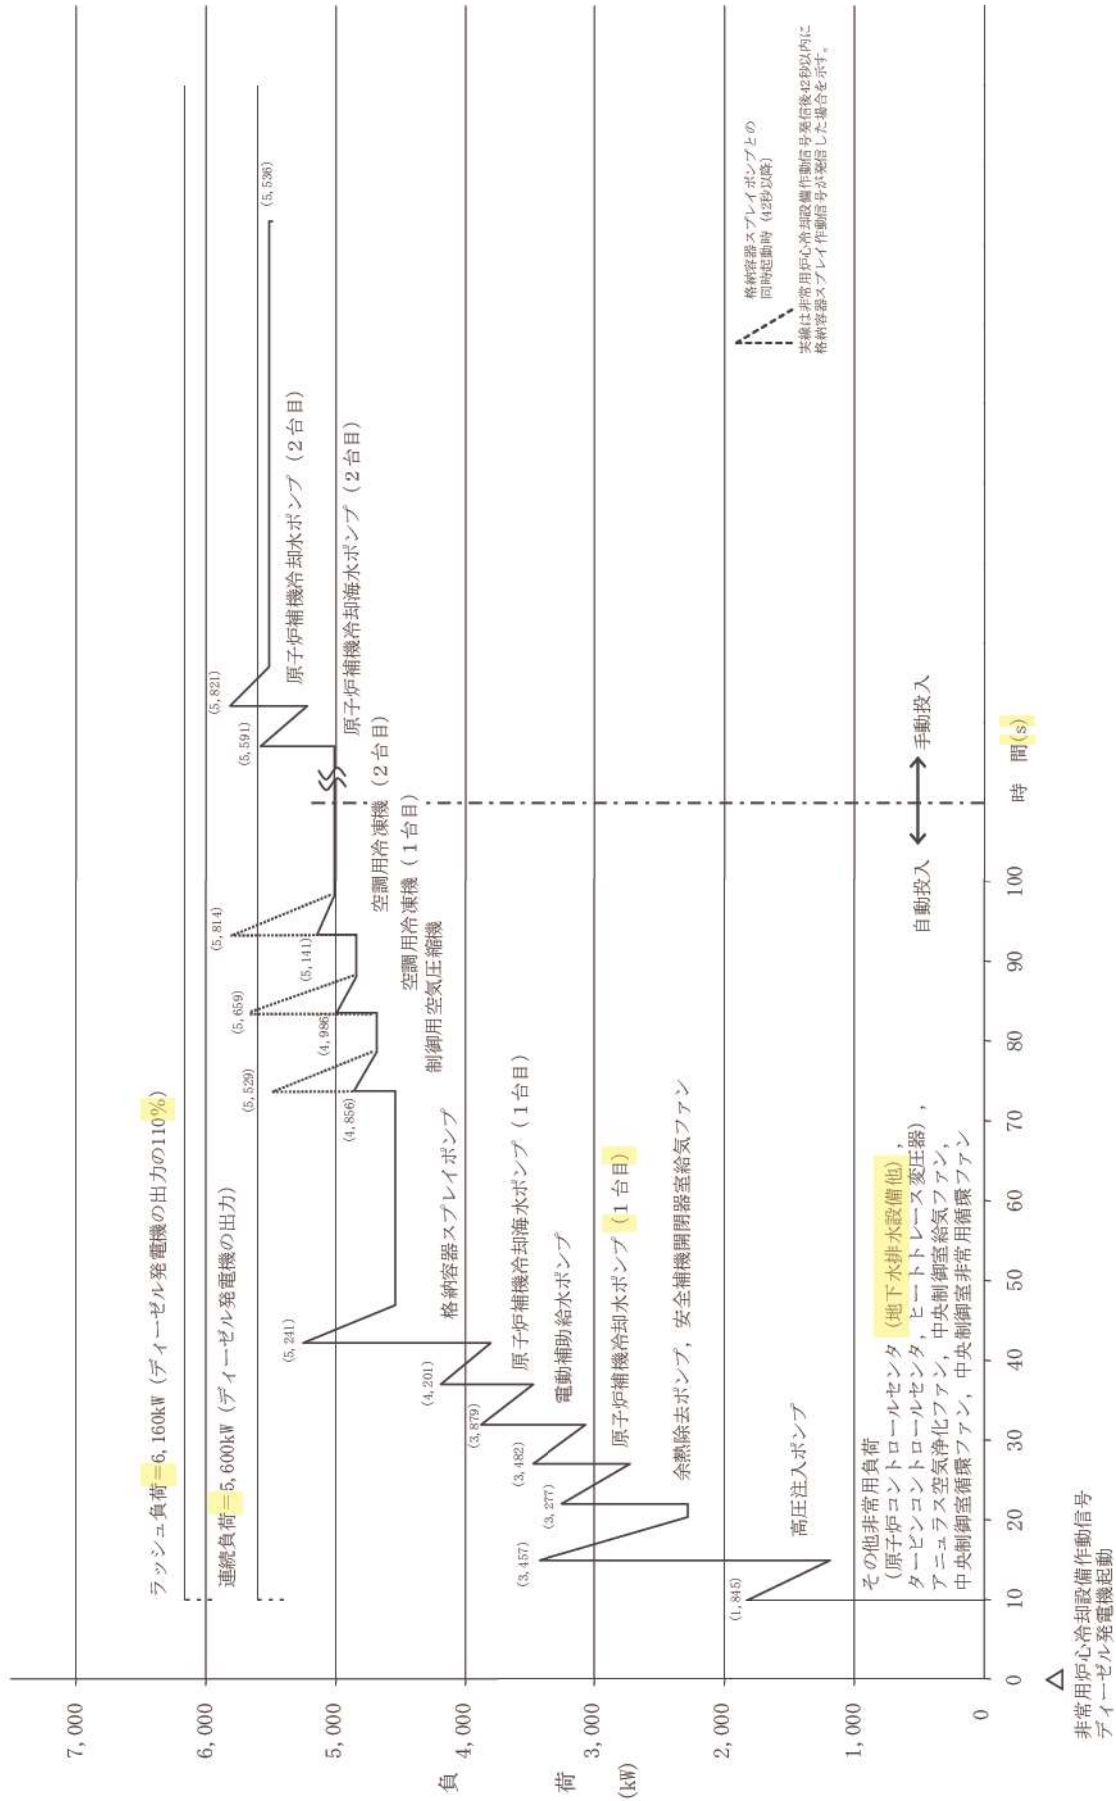 7,000
6,000
5,000
4,000
3,000
2,000
1,000
0
負
荷
(kW)
ラッシュ負荷=6,160kW (ディーゼル発電機の出力の110%)
連続負荷=5,600kW (ディーゼル発電機の出力)
(1,845)
(3,457)
(3,277)
(3,482)
(3,879)
(4,201)
(5,241)
(4,856)
(5,529)
(4,986)
(5,659)
(5,141)
(5,814)
(5,591)
(5,821)
(5,536)
高圧注入ポンプ
余熱除去ポンプ, 安全補機開閉器室給気ファン
原子炉補機冷却水ポンプ (1台目)
電動補助給水ポンプ
原子炉補機冷却海水ポンプ (1台目)
格納容器スプレイポンプ
制御用空気圧縮機
空調用冷凍機 (1台目)
空調用冷凍機 (2台目)
原子炉補機冷却海水ポンプ (2台目)
原子炉補機冷却水ポンプ (2台目)
その他非常用負荷
(原子炉コントロールセンタ (地下水排水設備他),
タービンコントロールセンタ, ヒートトレース変圧器),
アニュラス空気浄化ファン, 中央制御室給気ファン,
中央制御室循環ファン, 中央制御室非常用循環ファン
格納容器スプレイポンプとの
同時起動時 (42秒以降)
実線は非常用炉心冷却設備作動信号発信後42秒以内に
格納容器スプレイ作動信号が発信した場合を示す。
自動投入
手動投入
0
10
20
30
40
50
60
70
80
90
100
時 間(s)
非常用炉心冷却設備作動信号
ディーゼル発電機起動